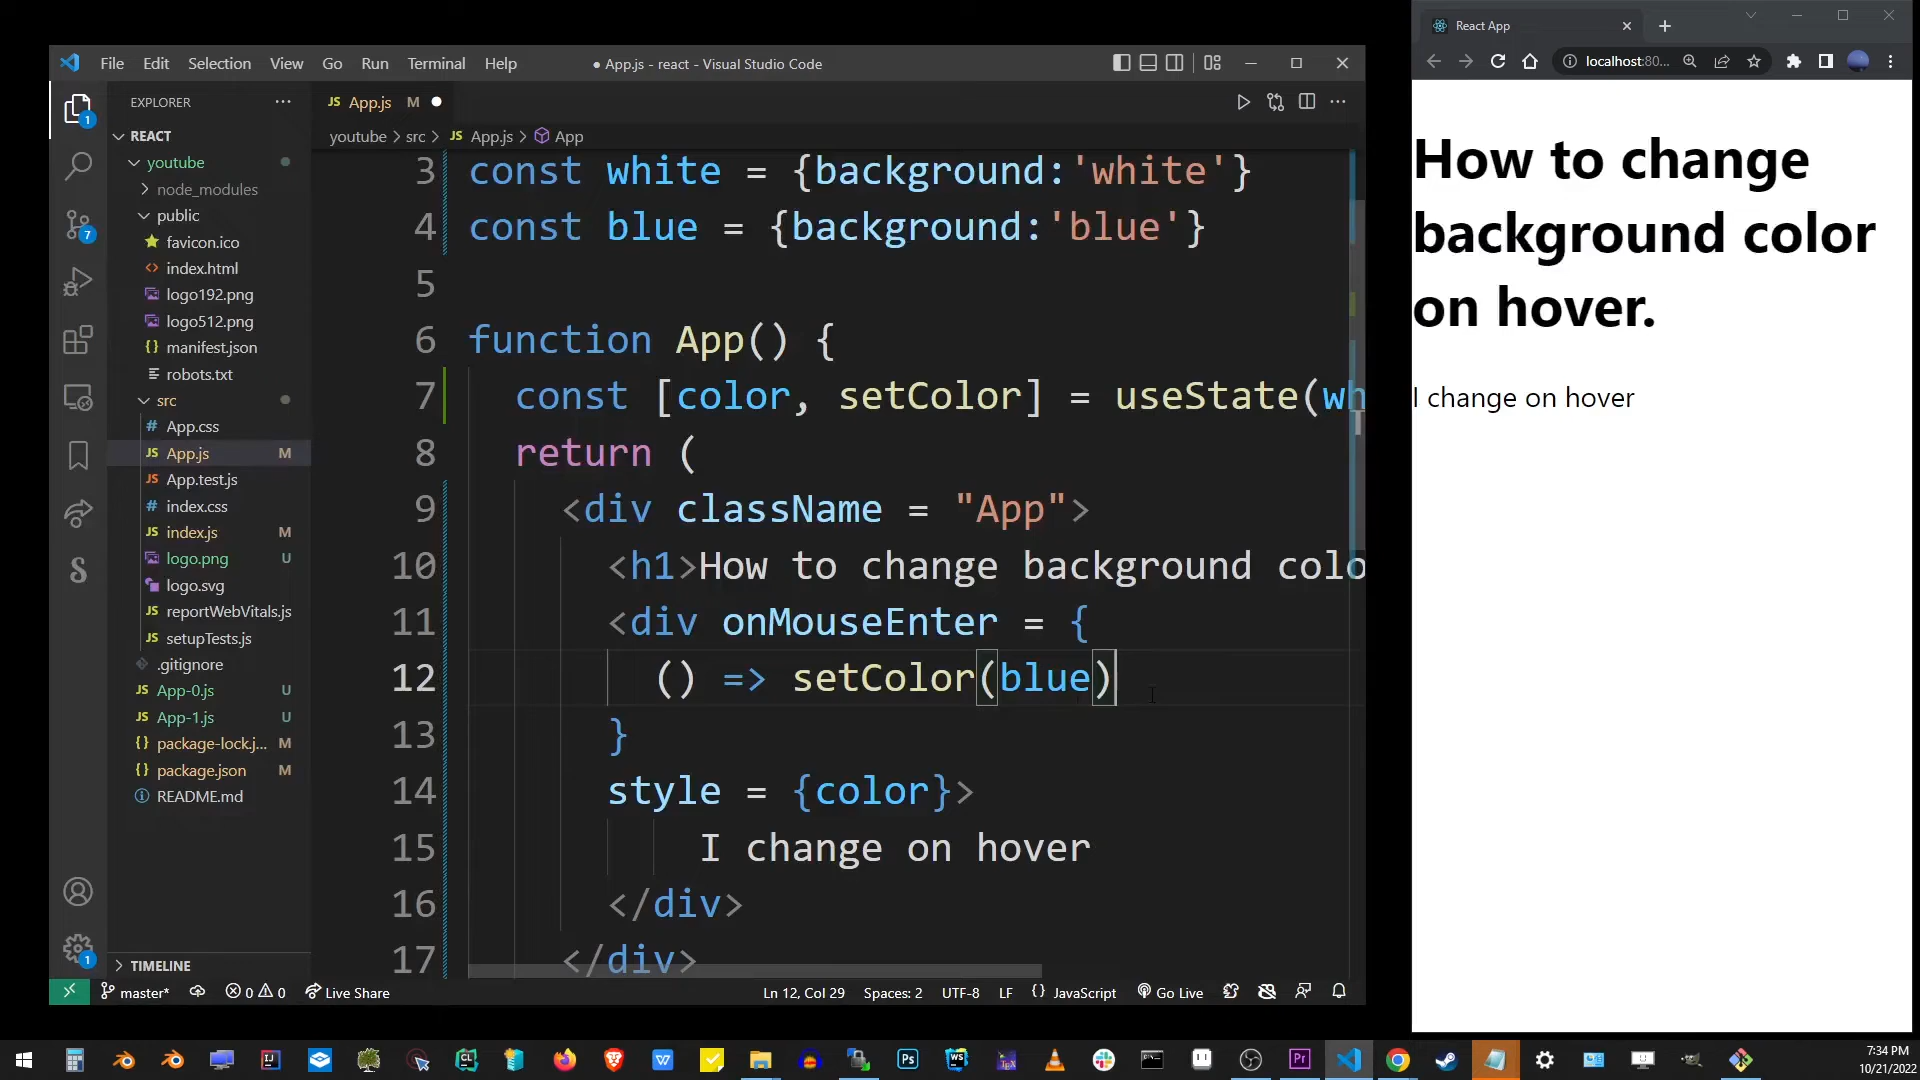 File Edit Selection View Go Run Terminal Help
● App.js - react - Visual Studio Code
EXPLORER
REACT
youtube
node_modules
public
favicon.ico
index.html
logo192.png
logo512.png
manifest.json
robots.txt
src
App.css
App.js M
App.test.js
index.css
index.js M
logo.png U
logo.svg
reportWebVitals.js
setupTests.js
.gitignore
App-0.js U
App-1.js U
package-lock.j... M
package.json M
README.md
TIMELINE
1
7
1
JS App.js M ●
youtube > src > JS App.js > App
3 const white = {background:'white'}
4 const blue = {background:'blue'}
5
6 function App() {
7 const [color, setColor] = useState(wh
8 return (
9 <div className = "App">
10 <h1>How to change background colo
11 <div onMouseEnter = {
12 () => setColor(blue)
13 }
14 style = {color}>
15 I change on hover
16 </div>
17 </div>
master* 0 0 Live Share
Ln 12, Col 29 Spaces: 2 UTF-8 LF {} JavaScript Go Live
React App
localhost:80...
How to change
background color
on hover.
I change on hover
7:34 PM
10/21/2022